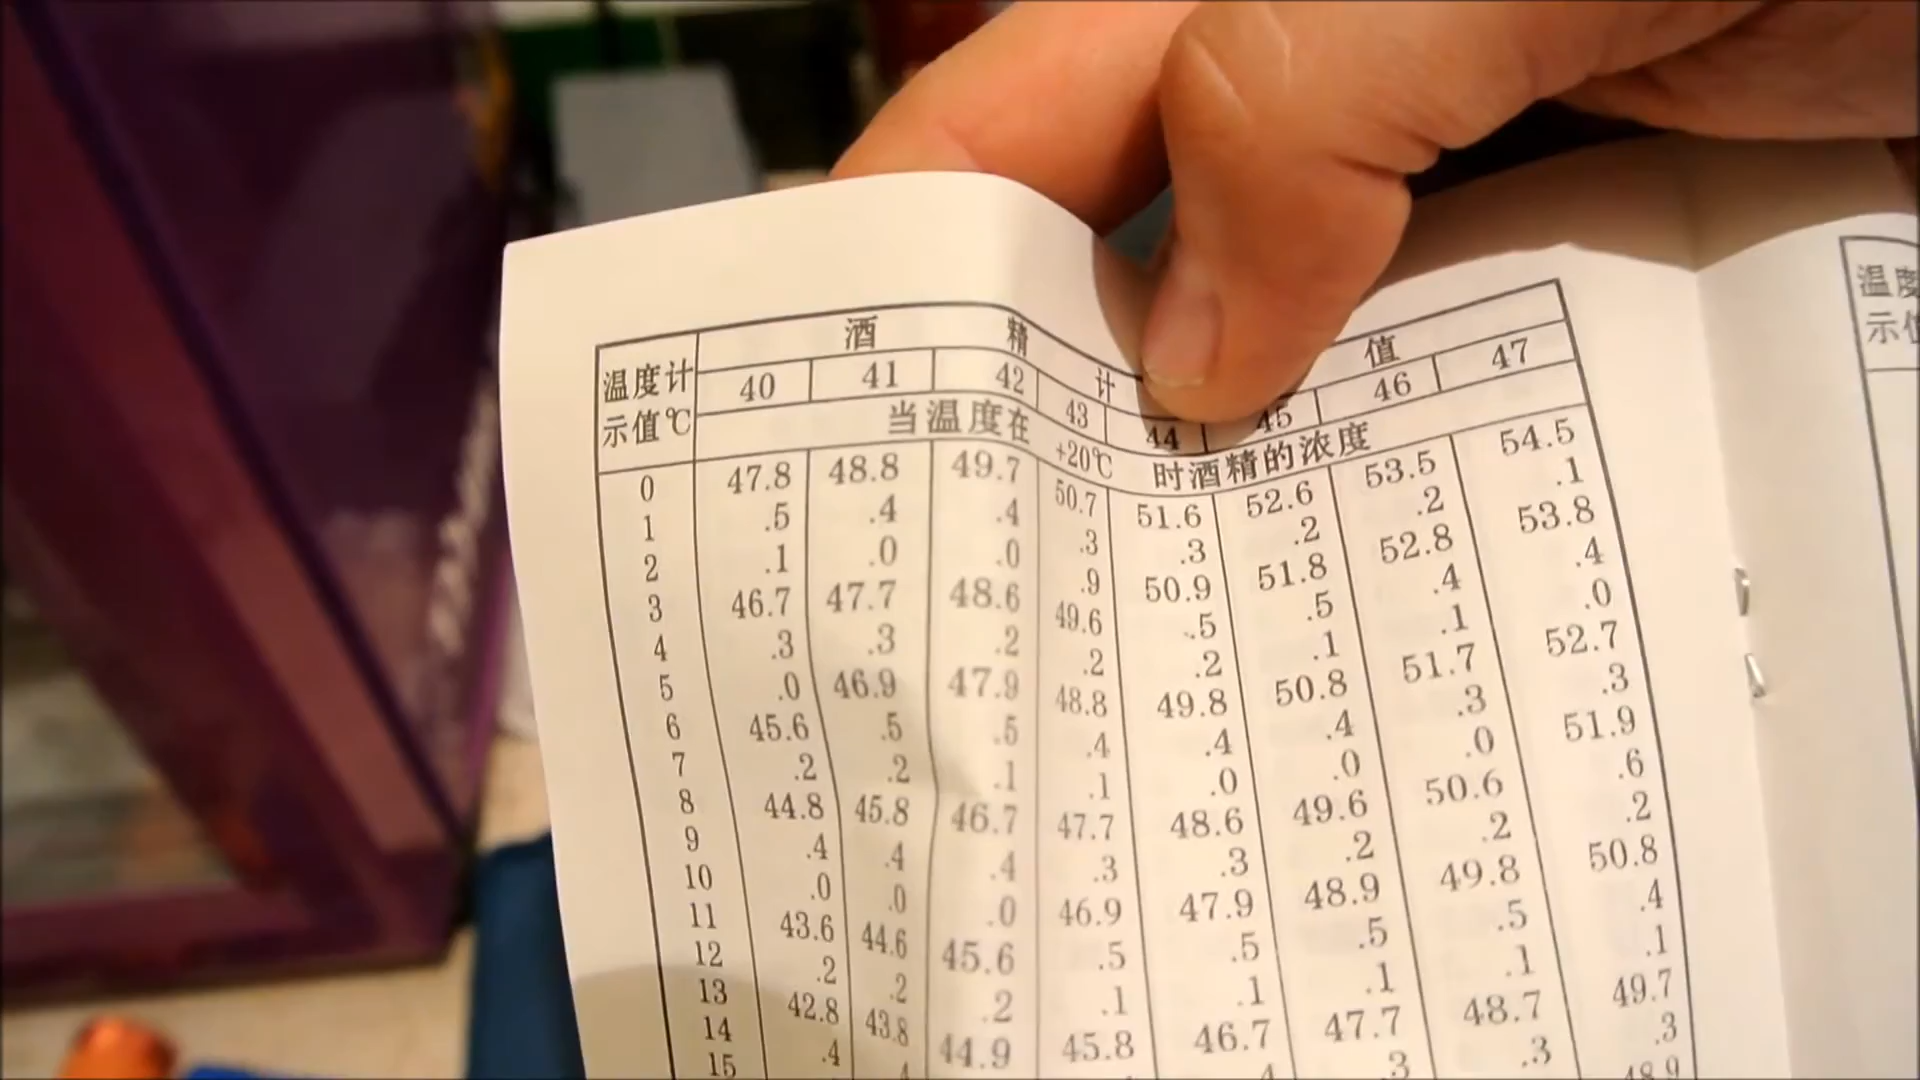 酒 精 计 值
温度计 40 41 42 43 44 45 46 47
示值℃ 当温度在 +20℃ 时酒精的浓度
0 47.8 48.8 49.7 50.7 51.6 52.6 53.5 54.5
1 .5 .4 .4 .3 .3 .2 .2 .1
2 .1 .0 .0 .9 50.9 51.8 52.8 53.8
3 46.7 47.7 48.6 49.6 .5 .5 .4 .4
4 .3 .3 .2 .2 .2 .1 .1 .0
5 .0 46.9 47.9 48.8 49.8 50.8 51.7 52.7
6 45.6 .5 .5 .4 .4 .4 .3 .3
7 .2 .2 .1 .1 .0 .0 .0 51.9
8 44.8 45.8 46.7 47.7 48.6 49.6 50.6 .6
9 .4 .4 .4 .3 .3 .2 .2 .2
10 .0 .0 .0 46.9 47.9 48.9 49.8 50.8
11 43.6 44.6 45.6 .5 .5 .5 .5 .4
12 .2 .2 .2 .1 .1 .1 .1 .1
13 42.8 43.8 44.9 45.8 46.7 47.7 48.7 49.7
14 .4 .3 .3 .3
15
温度
示值